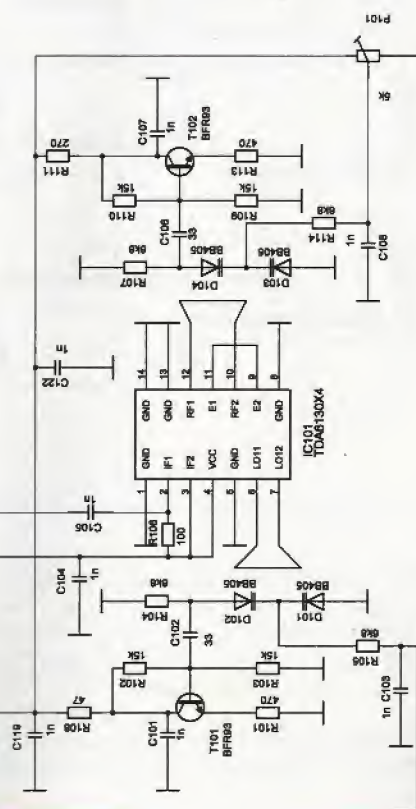 P101
5k
C107
1n
T102
BFR93
270
R111
15k
R110
470
R113
15k
R109
C106
33
6k8
R107
BB405
D104
BB405
D103
6k8
R114
1n
C108
C122
1n
14
13
12
11
10
9
8
GND
GND
RF1
E1
RF2
E2
GND
GND
IF1
IF2
VCC
GND
LO11
LO12
1
2
3
4
5
6
7
IC101
TDA6130X4
1n
C105
R106
100
C104
1n
6k8
R104
C102
33
BB405
D102
BB405
D101
15k
R102
15k
R103
6k8
R105
C103
1n
47
R108
C119
1n
C101
1n
T101
BFR93
470
R101